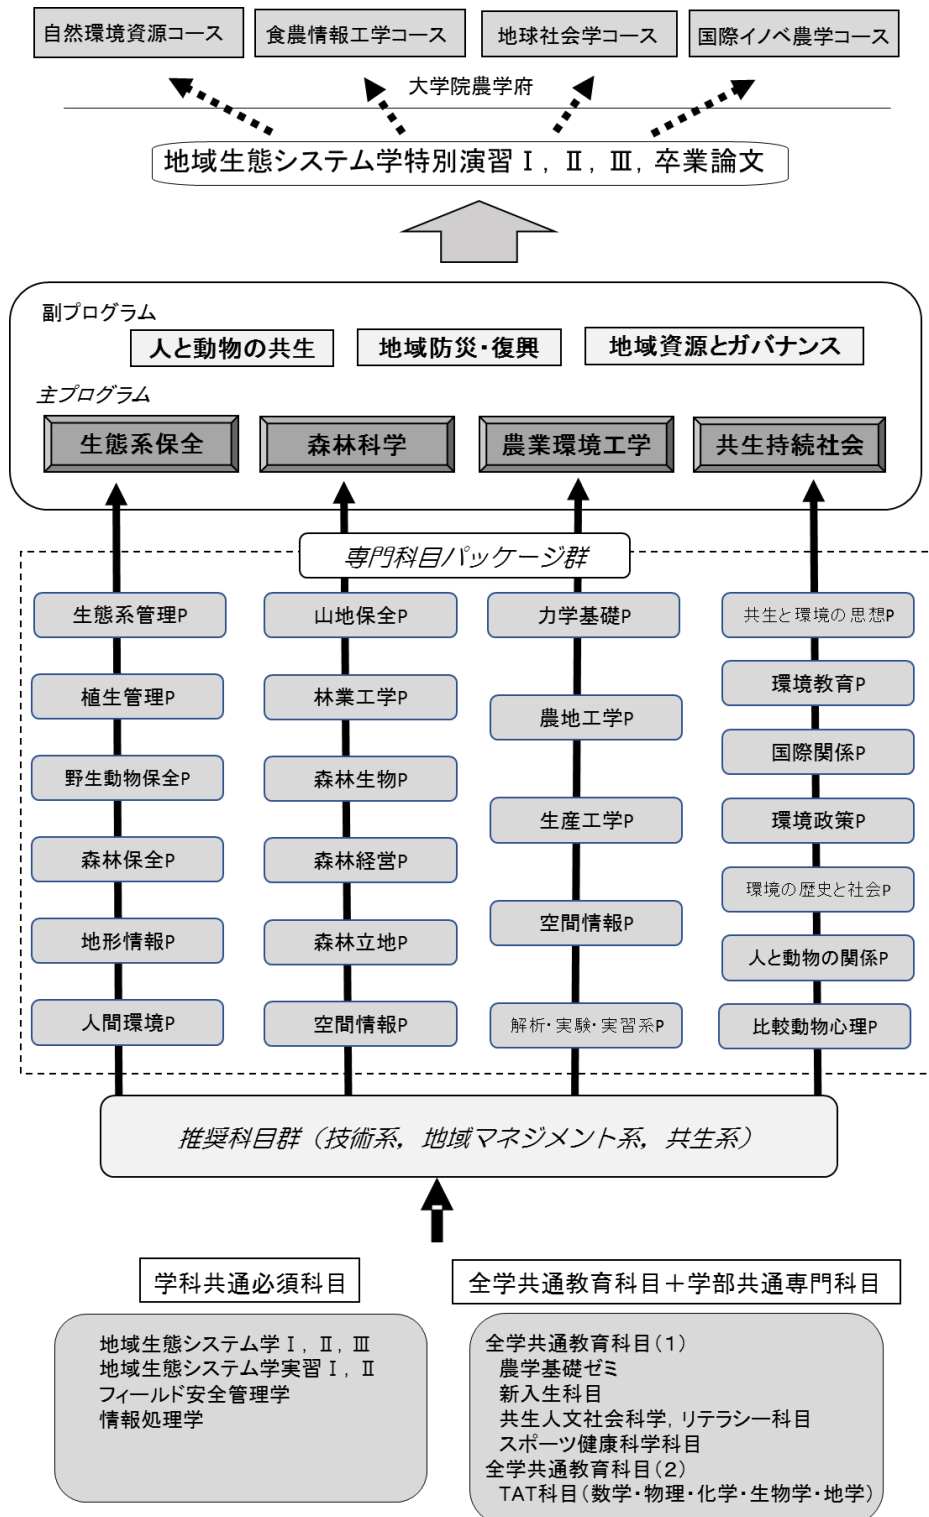 自然環境資源コース
食農情報工学コース
地球社会学コース
国際イノベ農学コース
大学院農学府
地域生態システム学特別演習Ⅰ, Ⅱ, Ⅲ, 卒業論文
副プログラム
人と動物の共生
地域防災・復興
地域資源とガバナンス
主プログラム
生態系保全
森林科学
農業環境工学
共生持続社会
専門科目パッケージ群
生態系管理P
植生管理P
野生動物保全P
森林保全P
地形情報P
人間環境P
山地保全P
林業工学P
森林生物P
森林経営P
森林立地P
空間情報P
力学基礎P
農地工学P
生産工学P
空間情報P
解析・実験・実習系P
共生と環境の思想P
環境教育P
国際関係P
環境政策P
環境の歴史と社会P
人と動物の関係P
比較動物心理P
推奨科目群（技術系, 地域マネジメント系, 共生系）
学科共通必須科目
地域生態システム学Ⅰ, Ⅱ, Ⅲ
地域生態システム学実習Ⅰ, Ⅱ
フィールド安全管理学
情報処理学
全学共通教育科目＋学部共通専門科目
全学共通教育科目（1）
農学基礎ゼミ
新入生科目
共生人文社会科学, リテラシー科目
スポーツ健康科学科目
全学共通教育科目（2）
TAT科目（数学・物理・化学・生物学・地学）